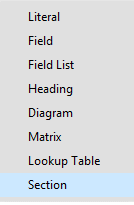 Literal
Field
Field List
Heading
Diagram
Matrix
Lookup Table
Section